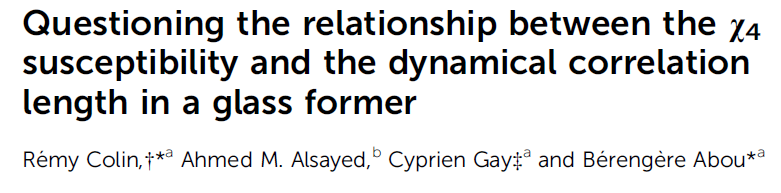 Questioning the relationship between the χ4
susceptibility and the dynamical correlation
length in a glass former
Rémy Colin,†*a Ahmed M. Alsayed,b Cyprien Gay‡a and Bérengère Abou*a